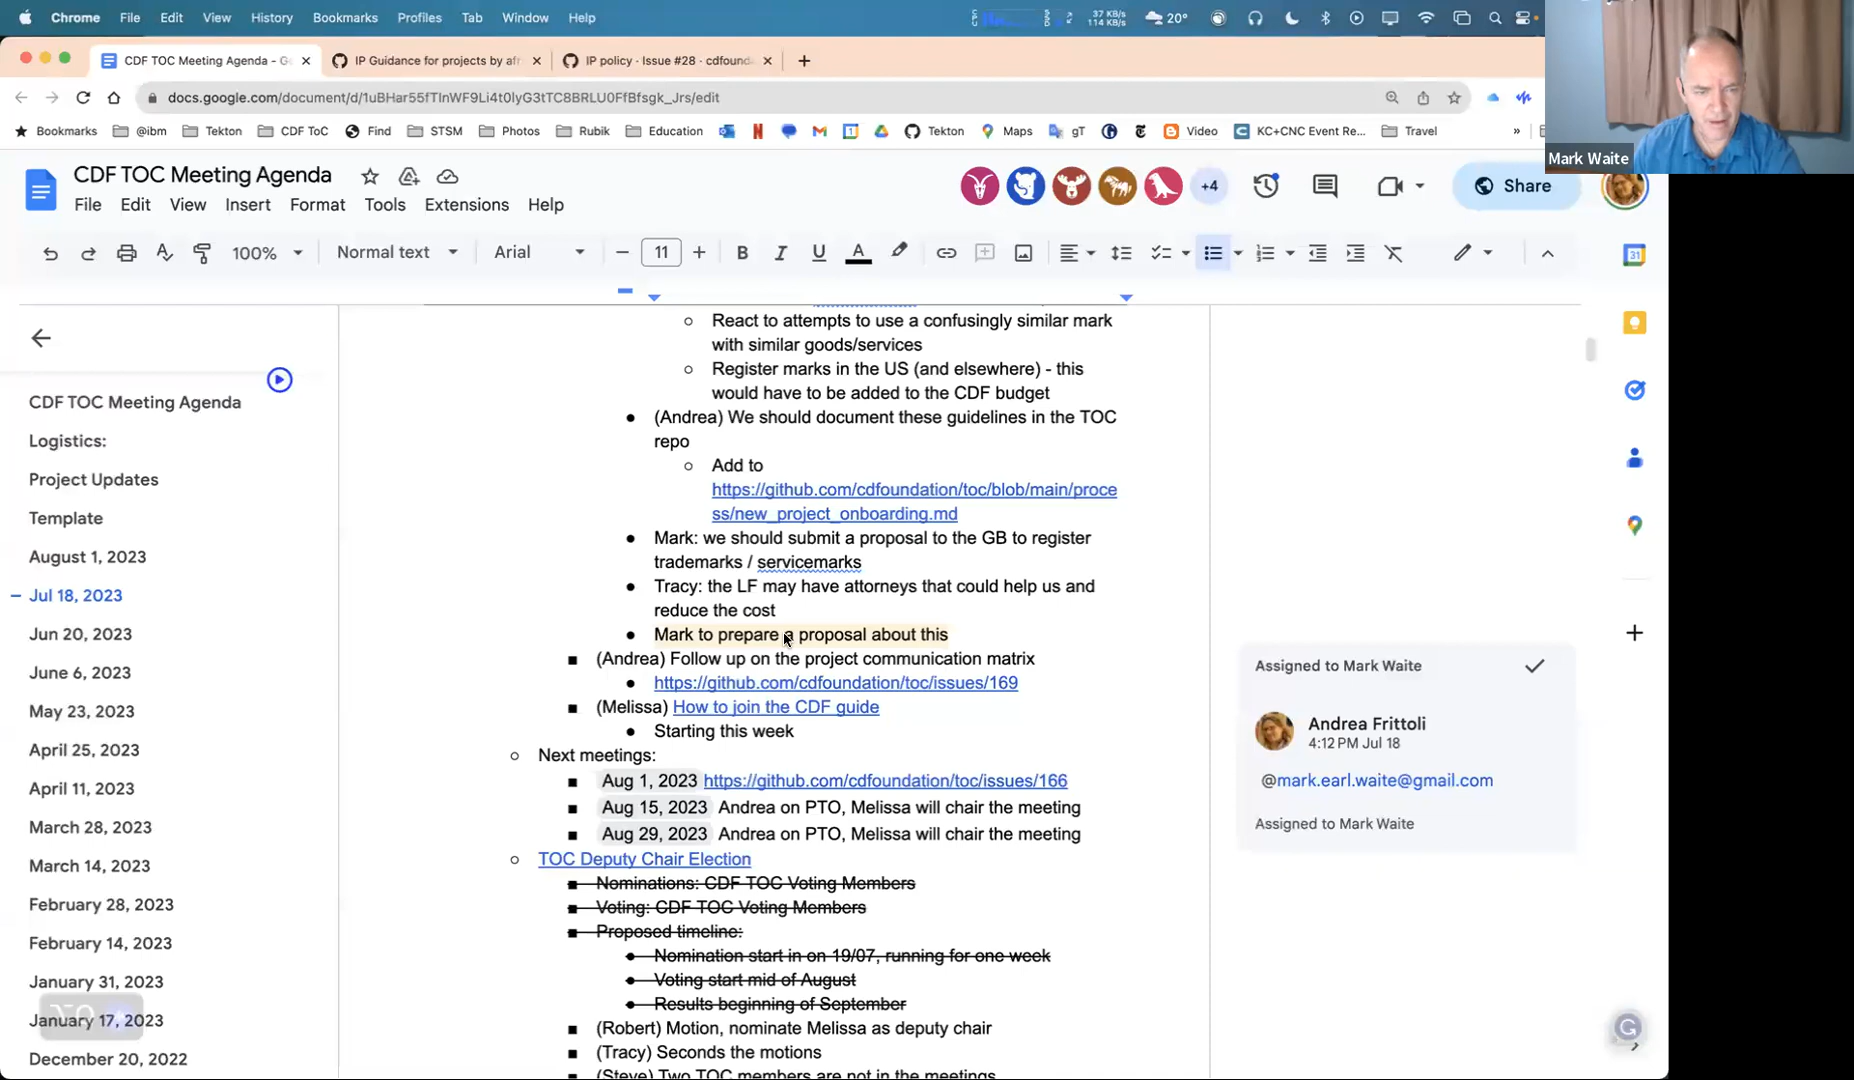 Chrome File Edit View History Bookmarks Profiles Tab Window Help
37 KB/s
114 KB/s
20°
CDF TOC Meeting Agenda - G
IP Guidance for projects by afr
IP policy · Issue #28 · cdfound
docs.google.com/document/d/1uBHar55fTlnWF9Li4t0lyG3tTC8BRLU0FfBfsgk_Jrs/edit
Bookmarks @ibm Tekton CDF ToC Find STSM Photos Rubik Education Tekton Maps gT Video KC+CNC Event Re... Travel »
Mark Waite
CDF TOC Meeting Agenda
+4
Share
File Edit View Insert Format Tools Extensions Help
100% Normal text Arial 11 B I U A
CDF TOC Meeting Agenda
Logistics:
Project Updates
Template
August 1, 2023
Jul 18, 2023
Jun 20, 2023
June 6, 2023
May 23, 2023
April 25, 2023
April 11, 2023
March 28, 2023
March 14, 2023
February 28, 2023
February 14, 2023
January 31, 2023
January 17, 2023
December 20, 2022
React to attempts to use a confusingly similar mark
with similar goods/services
Register marks in the US (and elsewhere) - this
would have to be added to the CDF budget
(Andrea) We should document these guidelines in the TOC
repo
Add to
https://github.com/cdfoundation/toc/blob/main/proce
ss/new_project_onboarding.md
Mark: we should submit a proposal to the GB to register
trademarks / servicemarks
Tracy: the LF may have attorneys that could help us and
reduce the cost
Mark to prepare a proposal about this
(Andrea) Follow up on the project communication matrix
https://github.com/cdfoundation/toc/issues/169
(Melissa) How to join the CDF guide
Starting this week
Next meetings:
Aug 1, 2023 https://github.com/cdfoundation/toc/issues/166
Aug 15, 2023 Andrea on PTO, Melissa will chair the meeting
Aug 29, 2023 Andrea on PTO, Melissa will chair the meeting
TOC Deputy Chair Election
Nominations: CDF TOC Voting Members
Voting: CDF TOC Voting Members
Proposed timeline:
Nomination start in on 19/07, running for one week
Voting start mid of August
Results beginning of September
(Robert) Motion, nominate Melissa as deputy chair
(Tracy) Seconds the motions
(Steve) Two TOC members are not in the meetings
Assigned to Mark Waite
Andrea Frittoli
4:12 PM Jul 18
@mark.earl.waite@gmail.com
Assigned to Mark Waite